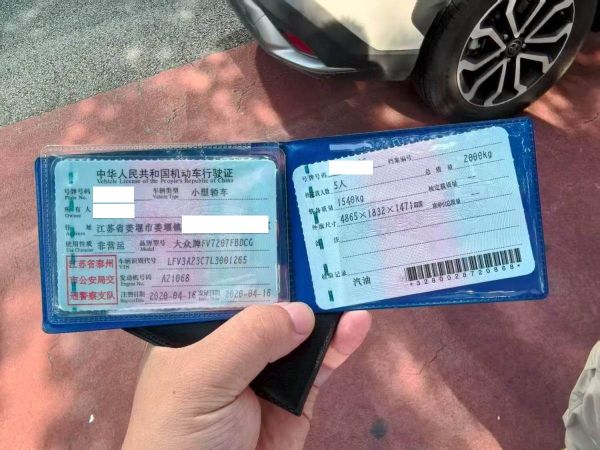 中华人民共和国机动车行驶证
Vehicle License of the People's Republic of China
号牌号码
Plate No.
车辆类型
Vehicle Type
小型轿车
所有人
Owner
江苏省姜堰市姜堰镇
使用性质
Use Character
非营运
品牌型号
Model
大众牌FV7207FBDCG
江苏省泰州
市公安局交
通警察支队
车辆识别代号
VIN
LFV3A23C7L3001265
发动机号码
Engine No.
A21068
注册日期
Register Date
2020-04-16
发证日期
Issue Date
2020-04-16
号牌号码
档案编号
核定载人数
5人
总质量
2000kg
整备质量
1540kg
核定载质量
外廓尺寸
4865×1832×1471mm
准牵引总质量
备注
检验记录
汽油
*3280028720868*